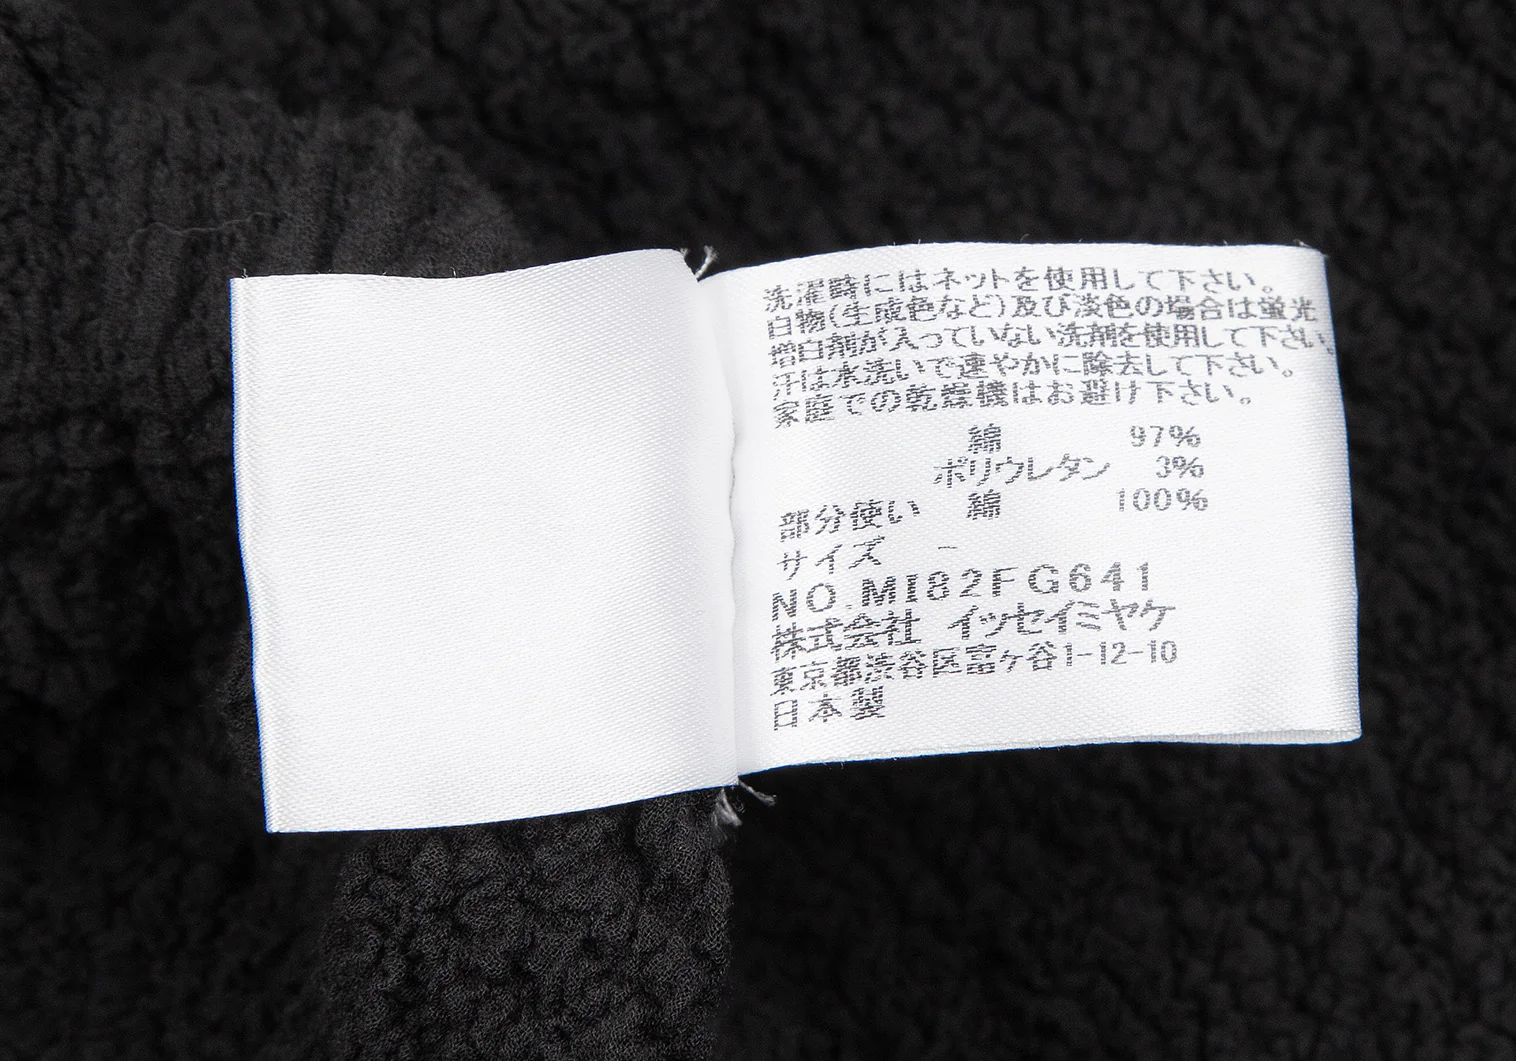 洗濯時にはネットを使用して下さい。
白物(生成色など)及び淡色の場合は蛍光
増白剤が入っていない洗剤を使用して下さい。
汗は水洗いで速やかに除去して下さい。
家庭での乾燥機はお避け下さい。
綿 97%
ポリウレタン 3%
部分使い 綿 100%
サイズ -
NO.MI82FG641
株式会社 イッセイミヤケ
東京都渋谷区富ヶ谷1-12-10
日本製